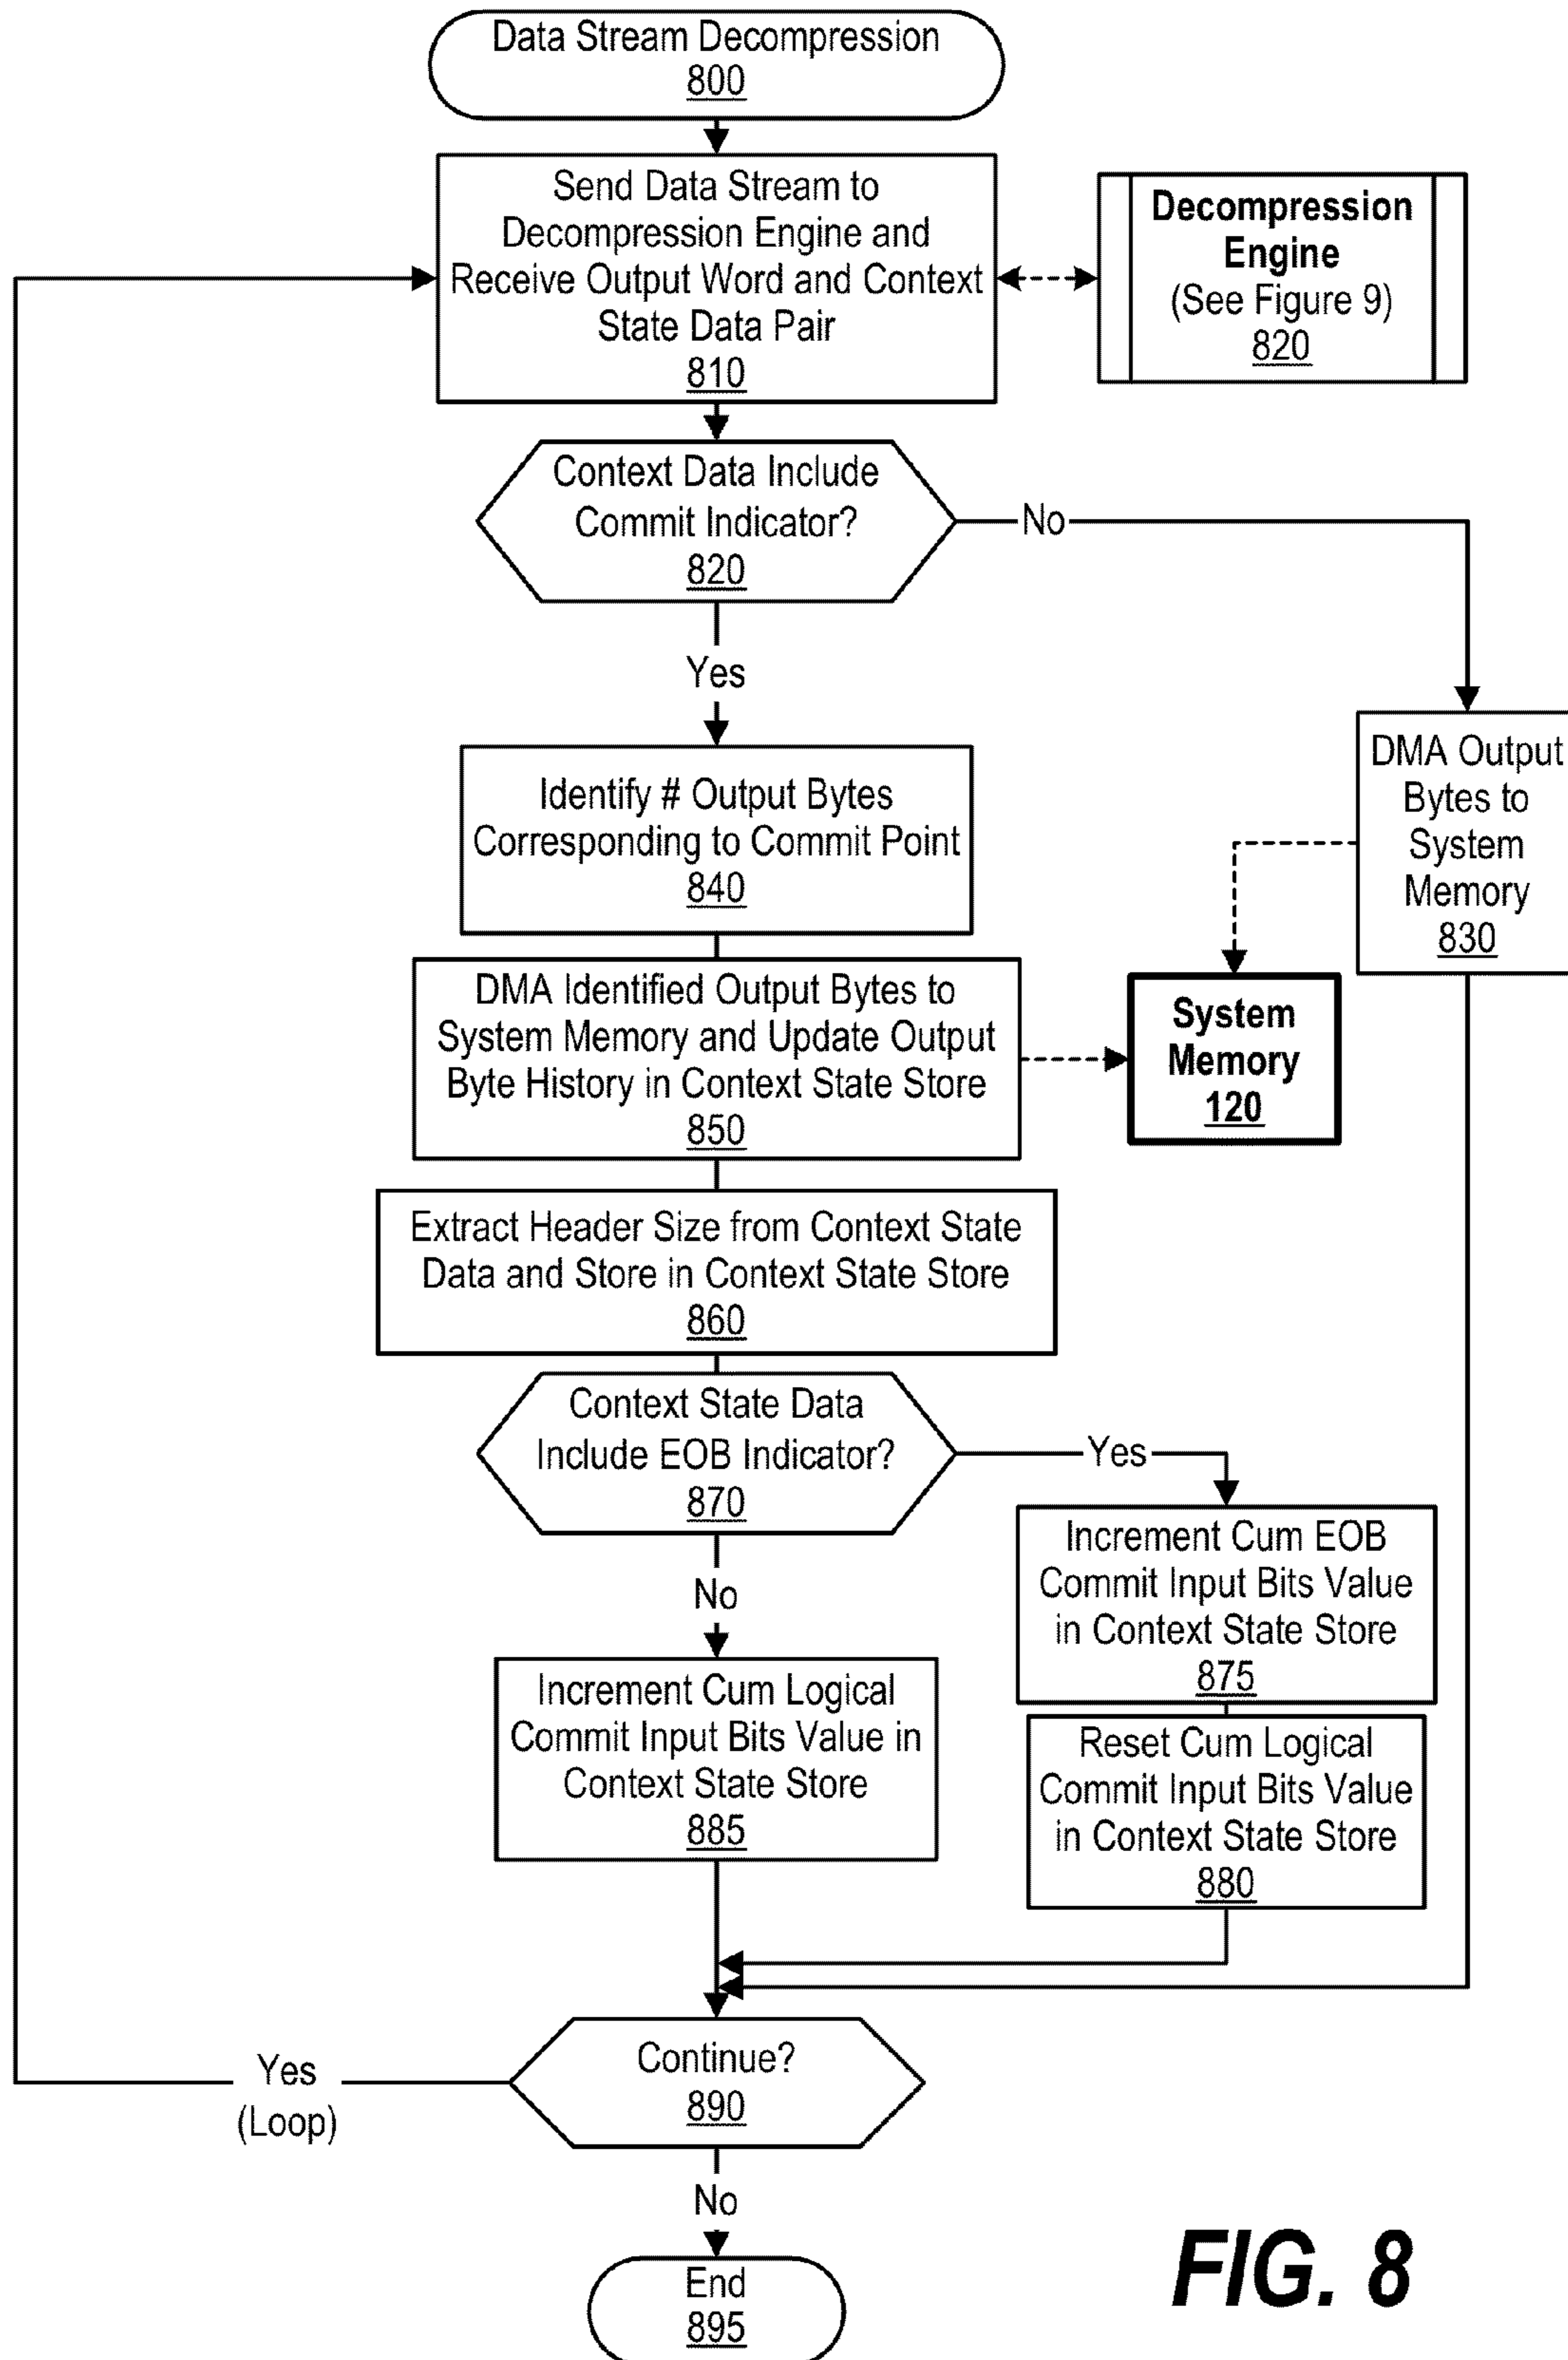 Data Stream Decompression
800
Send Data Stream to
Decompression Engine and
Receive Output Word and Context
State Data Pair
810
Decompression
Engine
(See Figure 9)
820
Context Data Include
Commit Indicator?
820
No
Yes
DMA Output
Bytes to
System
Memory
830
Identify # Output Bytes
Corresponding to Commit Point
840
DMA Identified Output Bytes to
System Memory and Update Output
Byte History in Context State Store
850
System
Memory
120
Extract Header Size from Context State
Data and Store in Context State Store
860
Context State Data
Include EOB Indicator?
870
Yes
No
Increment Cum EOB
Commit Input Bits Value
in Context State Store
875
Increment Cum Logical
Commit Input Bits Value in
Context State Store
885
Reset Cum Logical
Commit Input Bits Value
in Context State Store
880
Continue?
890
Yes
(Loop)
No
End
895
FIG. 8